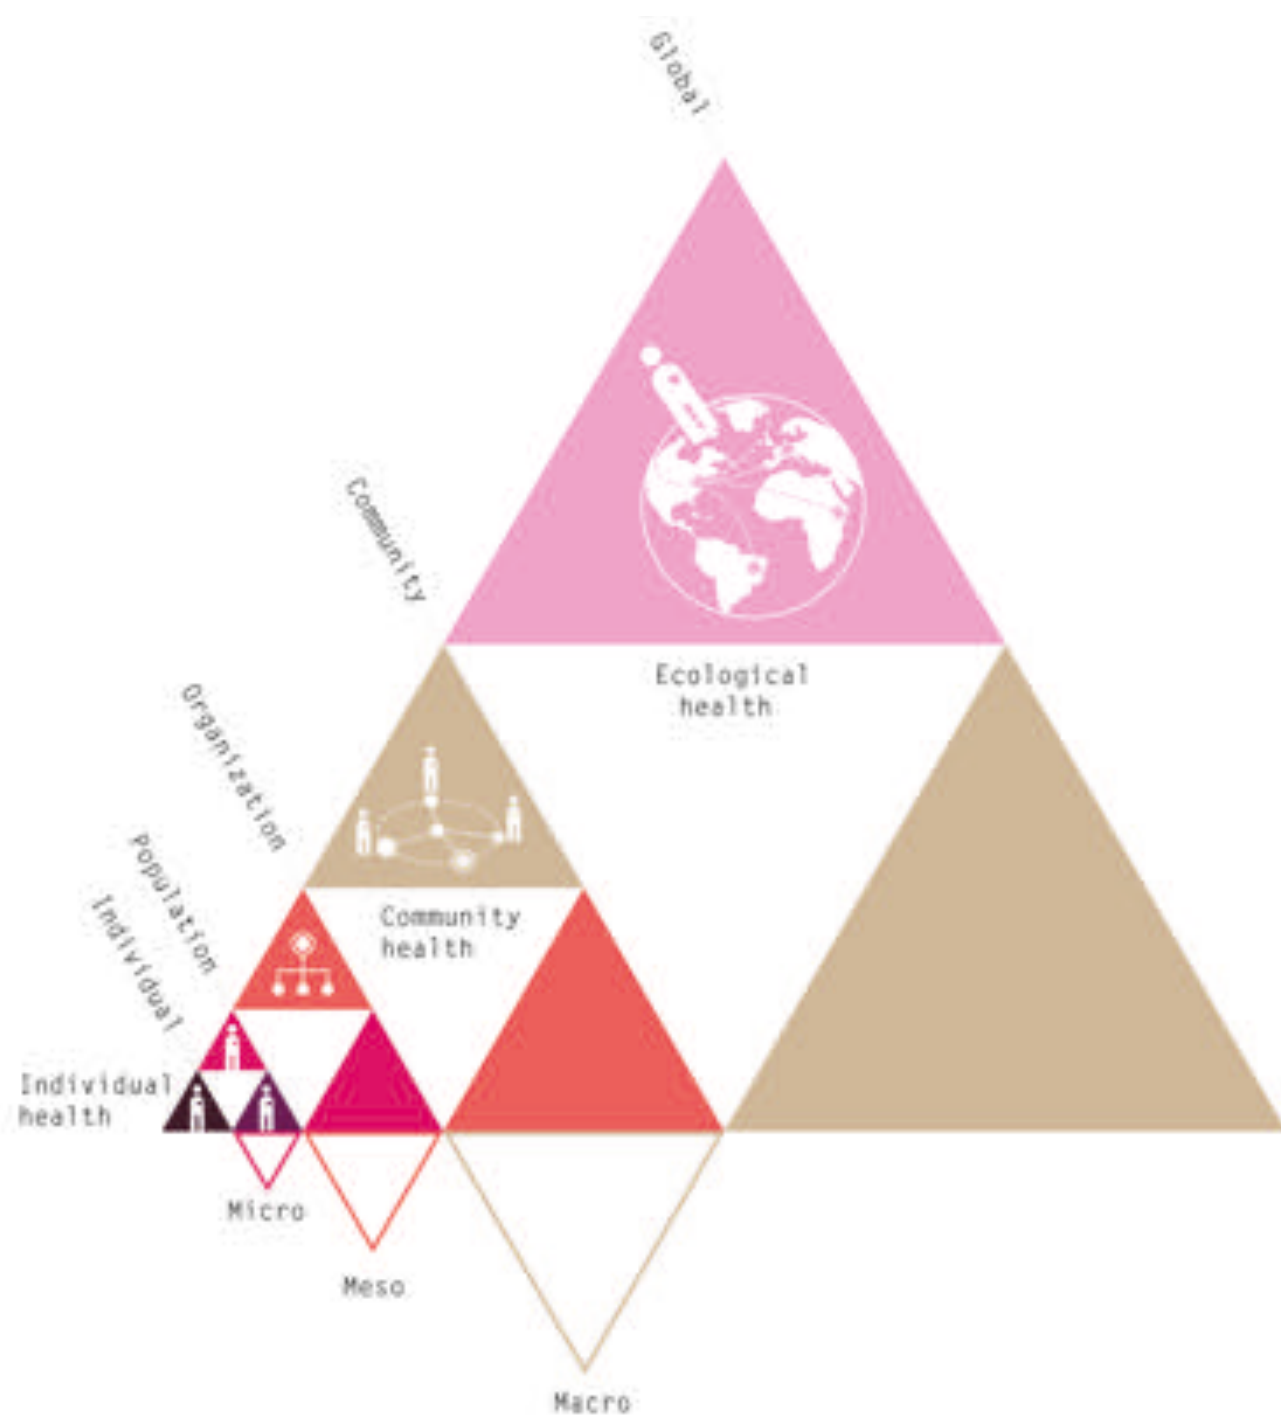 Global
Community
Organization
Population
Individual
Ecological
health
Community
health
Individual
health
Micro
Meso
Macro